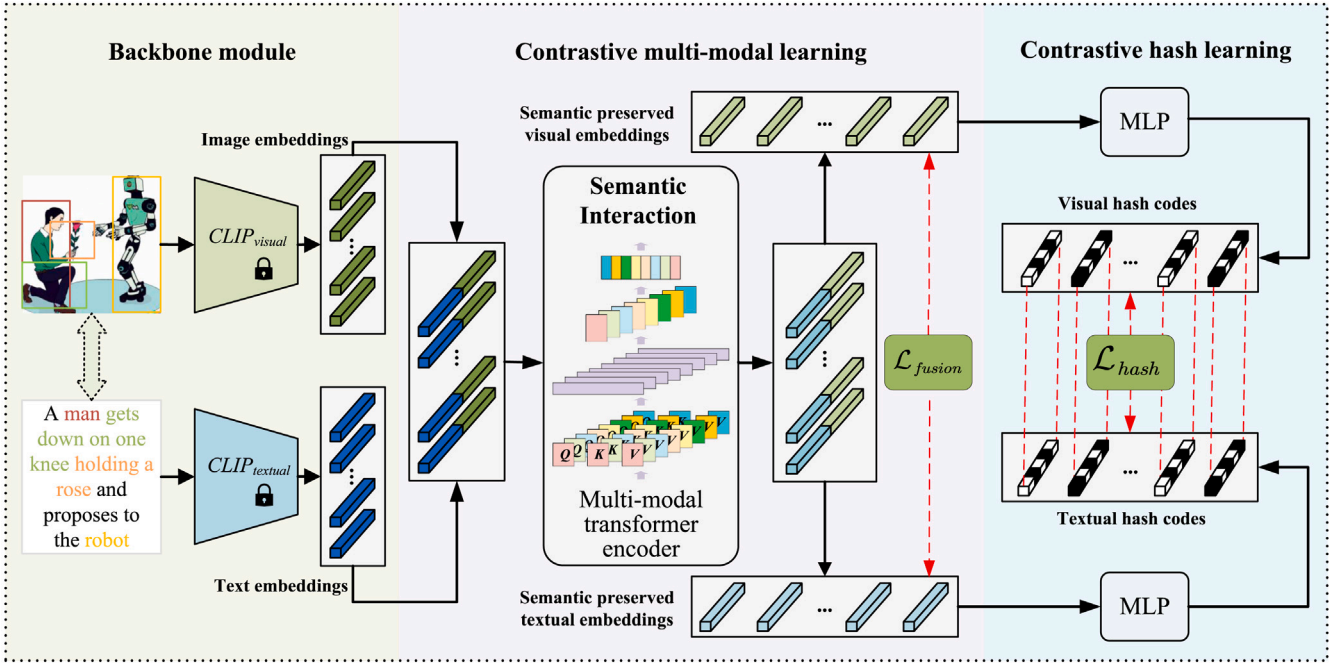 Backbone module
Contrastive multi-modal learning
Contrastive hash learning
Image embeddings
CLIP_visual
A man gets
down on one
knee holding a
rose and
proposes to
the robot
CLIP_textual
Text embeddings
Semantic
Interaction
Q K V
Multi-modal
transformer
encoder
Semantic preserved
visual embeddings
...
Semantic preserved
textual embeddings
...
ℒ_fusion
MLP
Visual hash codes
...
ℒ_hash
...
Textual hash codes
MLP